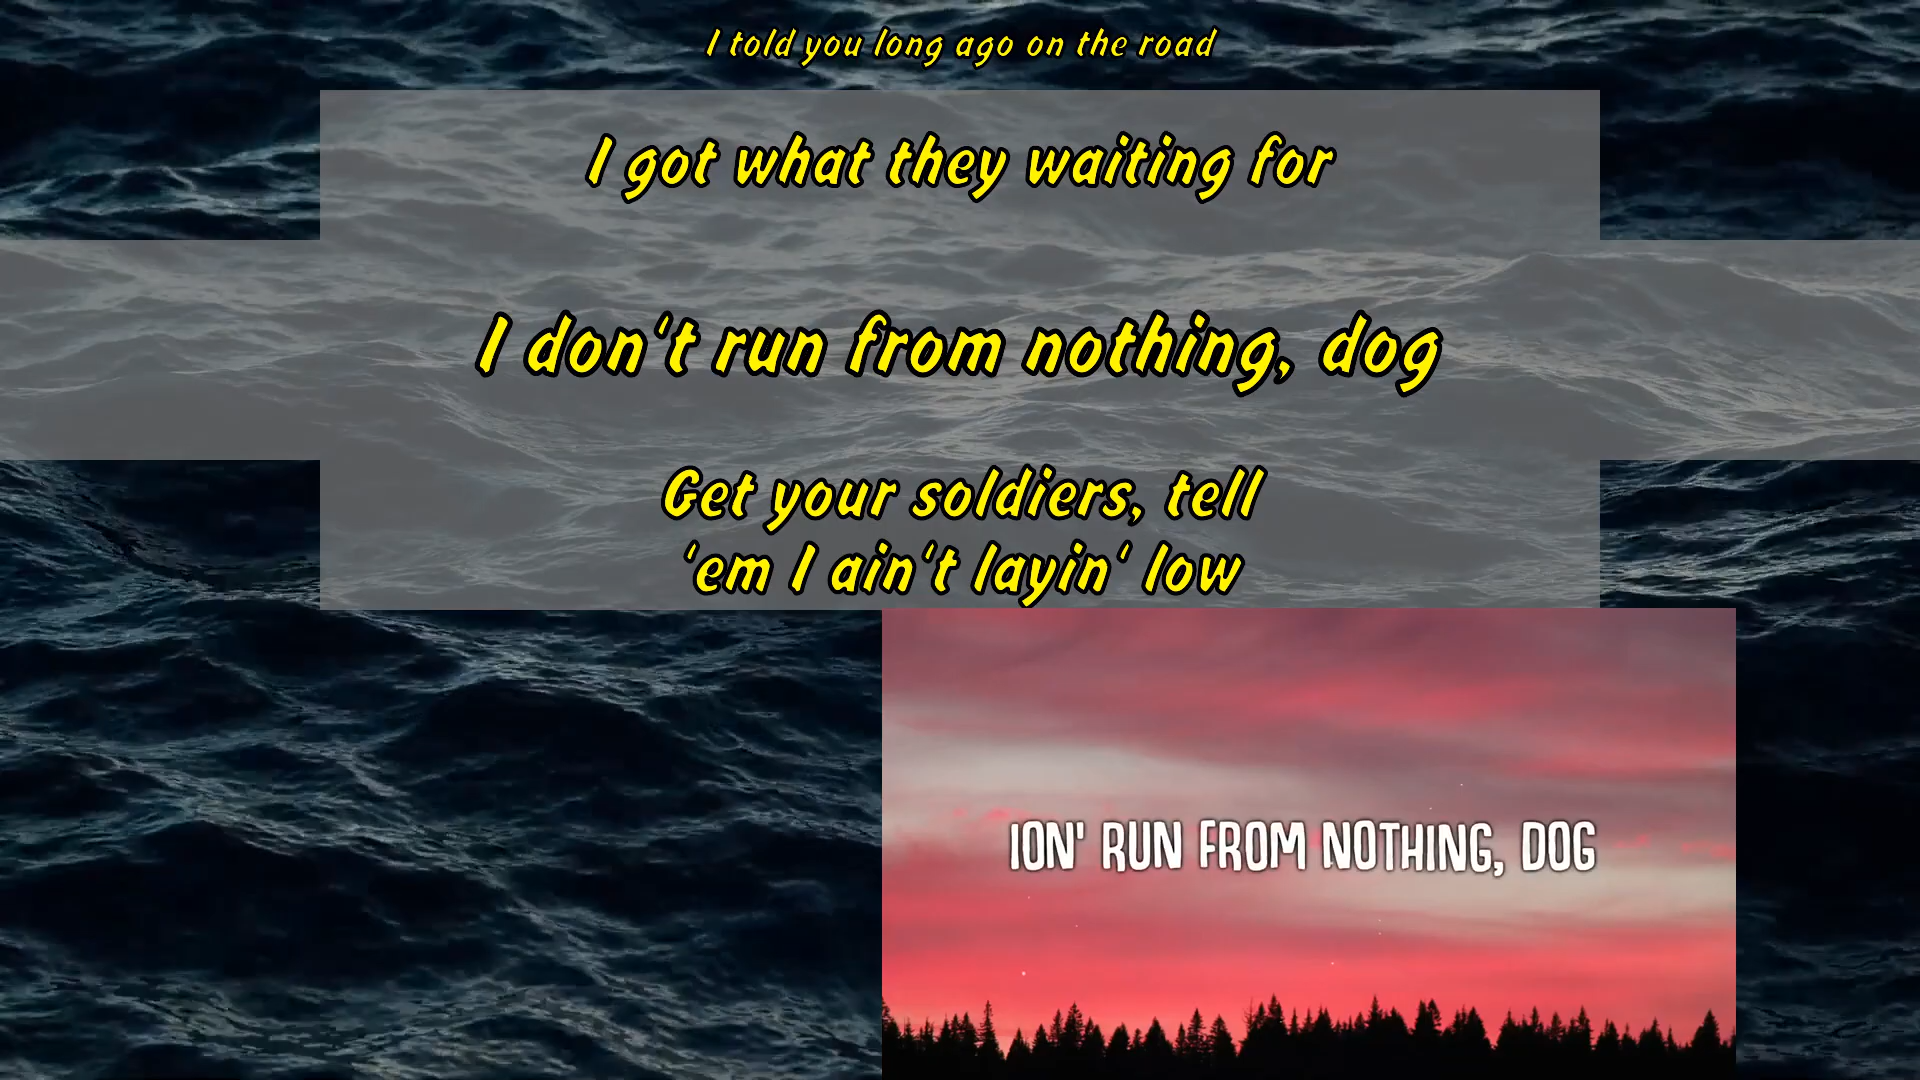 I told you long ago on the road
I got what they waiting for
I don't run from nothing, dog
Get your soldiers, tell
'em I ain't layin' low
ION' RUN FROM NOTHING, DOG